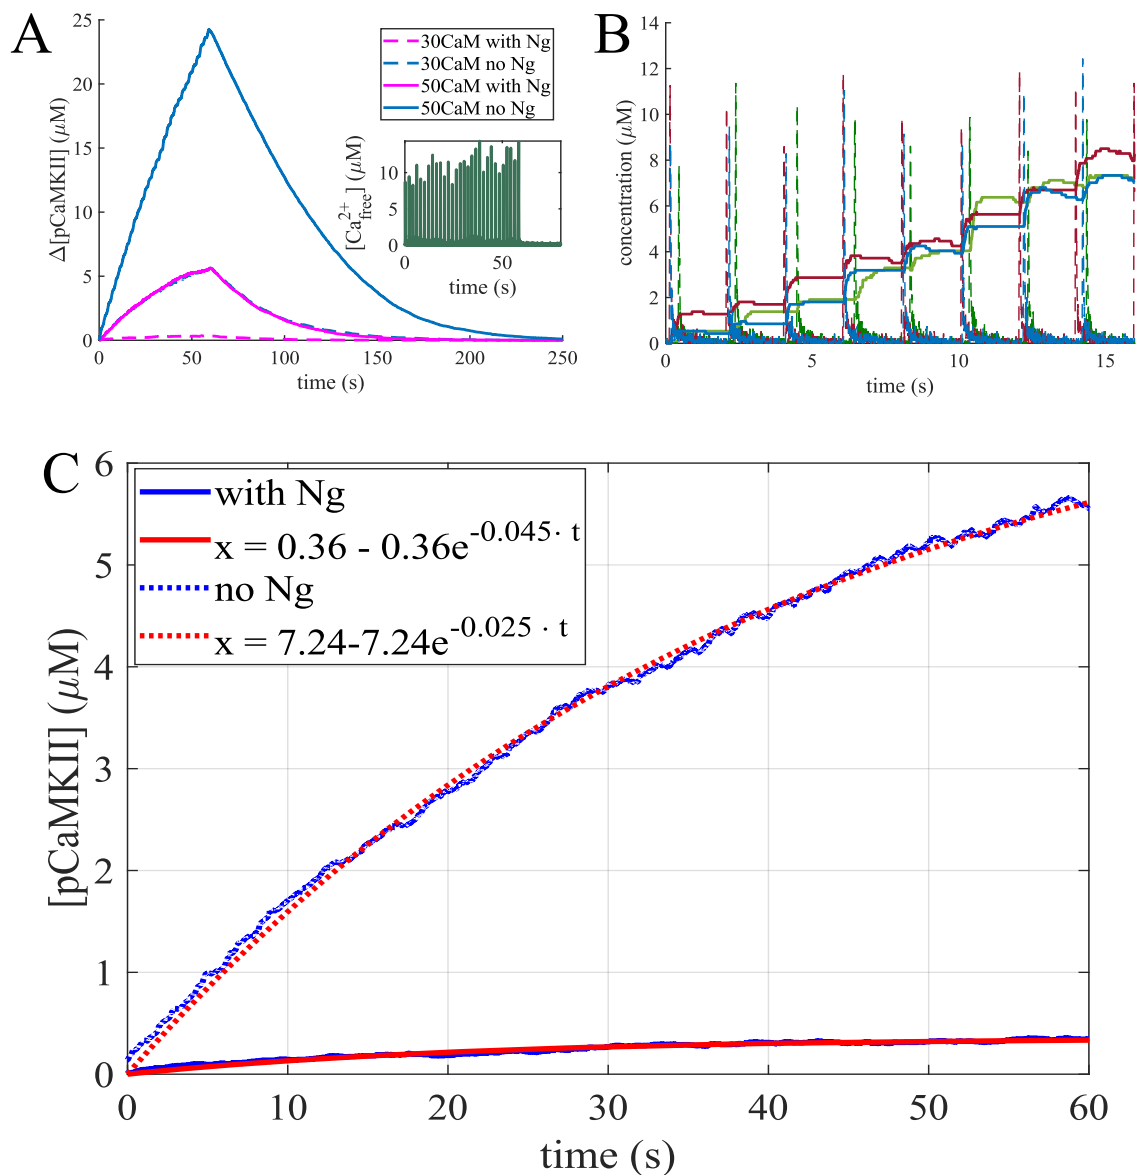 A
25
20
15
10
5
0
Δ[pCaMKII] (μM)
0 50 100 150 200 250
time (s)
30CaM with Ng
30CaM no Ng
50CaM with Ng
50CaM no Ng
[Ca2+free] (μM)
10
5
0
0 50
time (s)
B
14
12
10
8
6
4
2
0
concentration (μM)
0 5 10 15
time (s)
C
6
5
4
3
2
1
0
[pCaMKII] (μM)
with Ng
x = 0.36 - 0.36e-0.045· t
no Ng
x = 7.24-7.24e-0.025 · t
0 10 20 30 40 50 60
time (s)